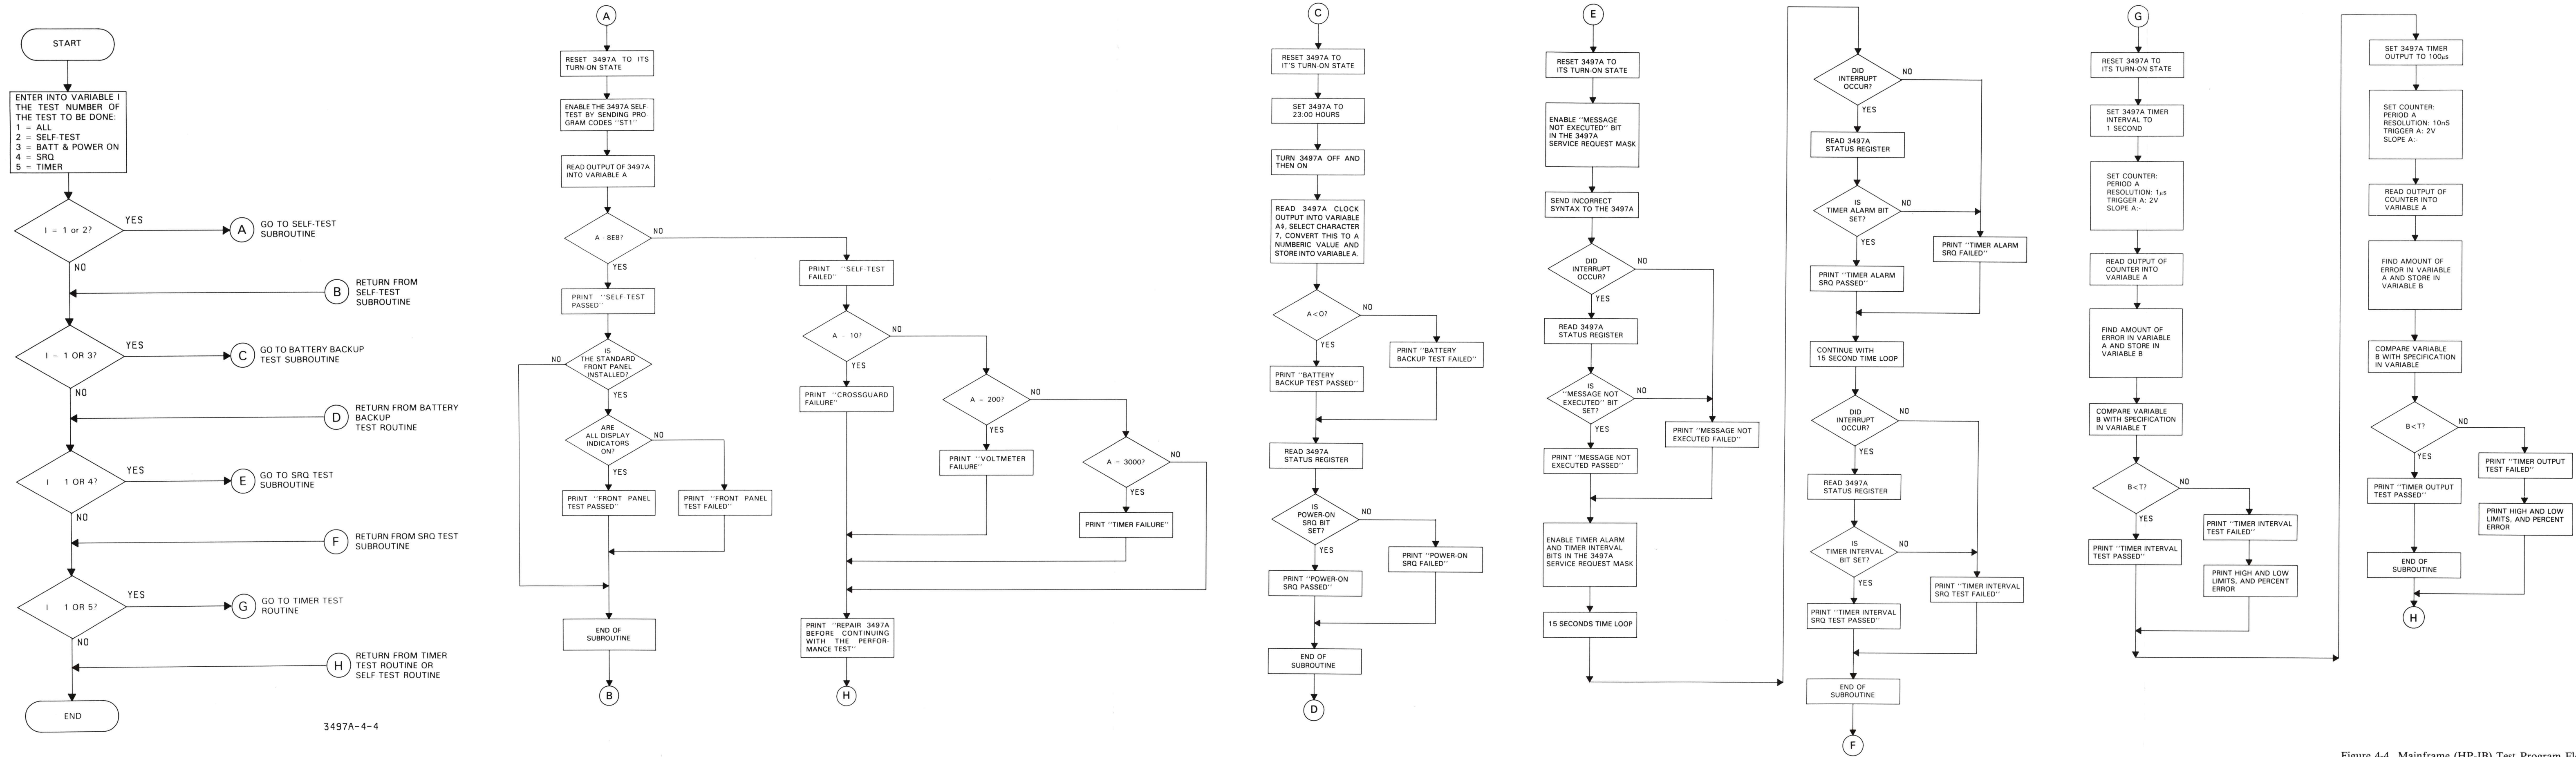 START
ENTER INTO VARIABLE I
THE TEST NUMBER OF
THE TEST TO BE DONE:
1 = ALL
2 = SELF-TEST
3 = BATT & POWER ON
4 = SRQ
5 = TIMER
I = 1 or 2?
YES
A
GO TO SELF-TEST
SUBROUTINE
NO
B
RETURN FROM
SELF-TEST
SUBROUTINE
I = 1 OR 3?
YES
C
GO TO BATTERY BACKUP
TEST SUBROUTINE
NO
D
RETURN FROM BATTERY
BACKUP
TEST ROUTINE
I 1 OR 4?
YES
E
GO TO SRQ TEST
SUBROUTINE
NO
F
RETURN FROM SRQ TEST
SUBROUTINE
I 1 OR 5?
YES
G
GO TO TIMER TEST
ROUTINE
NO
H
RETURN FROM TIMER
TEST ROUTINE OR
SELF-TEST ROUTINE
END
3497A-4-4
A
RESET 3497A TO ITS
TURN-ON STATE
ENABLE THE 3497A SELF-
TEST BY SENDING PRO-
GRAM CODES "ST1"
READ OUTPUT OF 3497A
INTO VARIABLE A
A 8E8?
NO
YES
PRINT "SELF TEST
PASSED"
IS
THE STANDARD
FRONT PANEL
INSTALLED?
NO
YES
ARE
ALL DISPLAY
INDICATORS
ON?
NO
YES
PRINT "FRONT PANEL
TEST PASSED"
PRINT "FRONT PANEL
TEST FAILED"
END OF
SUBROUTINE
B
PRINT "SELF-TEST
FAILED"
A 10?
NO
YES
PRINT "CROSSGUARD
FAILURE"
A = 200?
NO
YES
PRINT "VOLTMETER
FAILURE"
A = 3000?
NO
YES
PRINT "TIMER FAILURE"
PRINT "REPAIR 3497A
BEFORE CONTINUING
WITH THE PERFOR-
MANCE TEST"
H
C
RESET 3497A TO
IT'S TURN-ON STATE
SET 3497A TO
23:00 HOURS
TURN 3497A OFF AND
THEN ON
READ 3497A CLOCK
OUTPUT INTO VARIABLE
A$, SELECT CHARACTER
7, CONVERT THIS TO A
NUMBERIC VALUE AND
STORE INTO VARIABLE A.
A<0?
NO
YES
PRINT "BATTERY
BACKUP TEST FAILED"
PRINT "BATTERY
BACKUP TEST PASSED"
READ 3497A
STATUS REGISTER
IS
POWER-ON
SRQ BIT
SET?
NO
YES
PRINT "POWER-ON
SRQ FAILED"
PRINT "POWER-ON
SRQ PASSED"
END OF
SUBROUTINE
D
E
RESET 3497A TO
ITS TURN-ON STATE
ENABLE "MESSAGE
NOT EXECUTED" BIT
IN THE 3497A
SERVICE REQUEST MASK
SEND INCORRECT
SYNTAX TO THE 3497A
DID
INTERRUPT
OCCUR?
NO
YES
READ 3497A
STATUS REGISTER
IS
"MESSAGE NOT
EXECUTED" BIT
SET?
NO
YES
PRINT "MESSAGE NOT
EXECUTED FAILED"
PRINT "MESSAGE NOT
EXECUTED PASSED"
ENABLE TIMER ALARM
AND TIMER INTERVAL
BITS IN THE 3497A
SERVICE REQUEST MASK
15 SECONDS TIME LOOP
DID
INTERRUPT
OCCUR?
NO
YES
READ 3497A
STATUS REGISTER
IS
TIMER ALARM BIT
SET?
NO
YES
PRINT "TIMER ALARM
SRQ FAILED"
PRINT "TIMER ALARM
SRQ PASSED"
CONTINUE WITH
15 SECOND TIME LOOP
DID
INTERRUPT
OCCUR?
NO
YES
READ 3497A
STATUS REGISTER
IS
TIMER INTERVAL
BIT SET?
NO
YES
PRINT "TIMER INTERVAL
SRQ TEST FAILED"
PRINT "TIMER INTERVAL
SRQ TEST PASSED"
END OF
SUBROUTINE
F
G
RESET 3497A TO
ITS TURN-ON STATE
SET 3497A TIMER
INTERVAL TO
1 SECOND
SET COUNTER:
PERIOD A
RESOLUTION: 1µs
TRIGGER A: 2V
SLOPE A:-
READ OUTPUT OF
COUNTER INTO
VARIABLE A
FIND AMOUNT OF
ERROR IN VARIABLE
A AND STORE IN
VARIABLE B
COMPARE VARIABLE
B WITH SPECIFICATION
IN VARIABLE T
B<T?
NO
YES
PRINT "TIMER INTERVAL
TEST FAILED"
PRINT "TIMER INTERVAL
TEST PASSED"
PRINT HIGH AND LOW
LIMITS, AND PERCENT
ERROR
SET 3497A TIMER
OUTPUT TO 100µs
SET COUNTER:
PERIOD A
RESOLUTION: 10nS
TRIGGER A: 2V
SLOPE A:-
READ OUTPUT OF
COUNTER INTO
VARIABLE A
FIND AMOUNT OF
ERROR IN VARIABLE
A AND STORE IN
VARIABLE B
COMPARE VARIABLE
B WITH SPECIFICATION
IN VARIABLE
B<T?
NO
YES
PRINT "TIMER OUTPUT
TEST FAILED"
PRINT "TIMER OUTPUT
TEST PASSED"
PRINT HIGH AND LOW
LIMITS, AND PERCENT
ERROR
END OF
SUBROUTINE
H